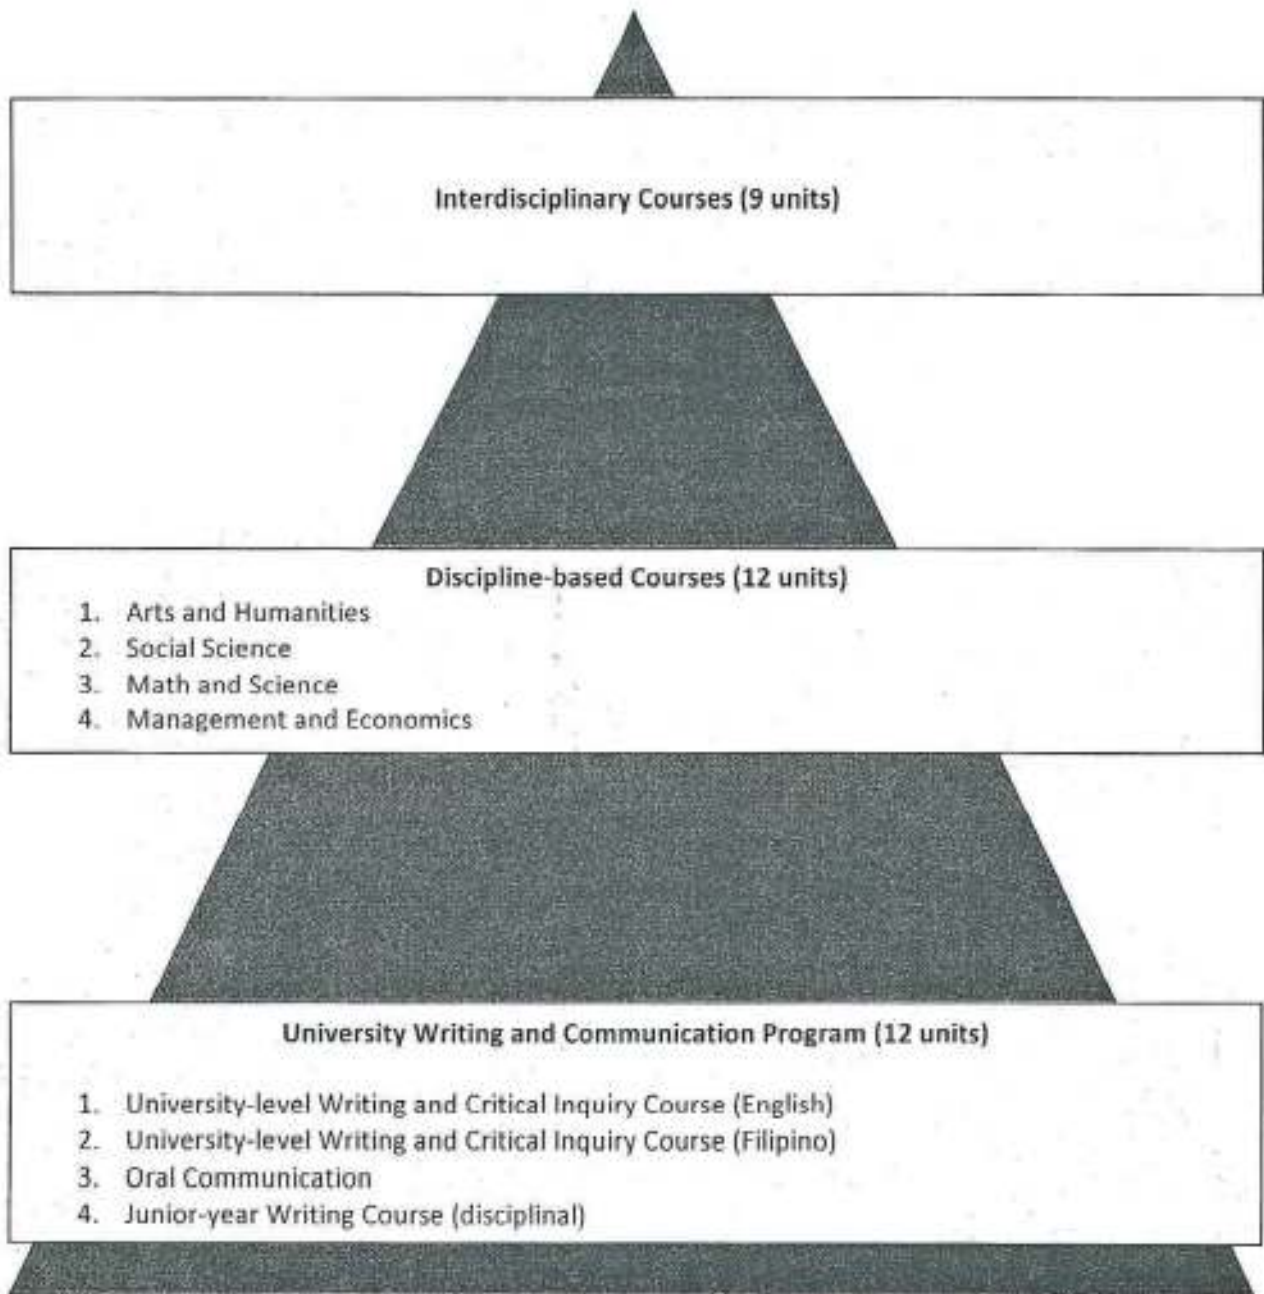 Interdisciplinary Courses (9 units)
Discipline-based Courses (12 units)
1. Arts and Humanities
2. Social Science
3. Math and Science
4. Management and Economics
University Writing and Communication Program (12 units)
1. University-level Writing and Critical Inquiry Course (English)
2. University-level Writing and Critical Inquiry Course (Filipino)
3. Oral Communication
4. Junior-year Writing Course (disciplinal)